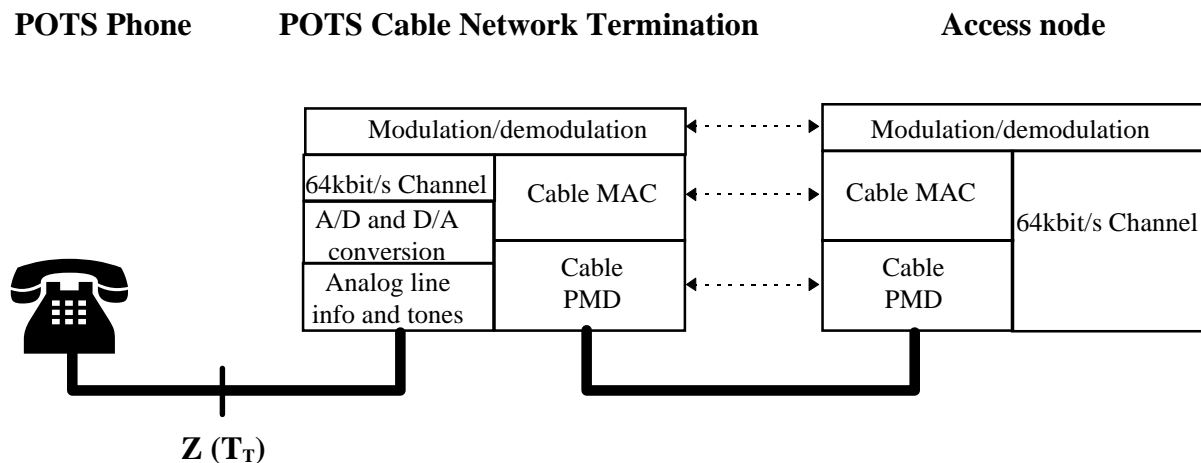 POTS Phone
POTS Cable Network Termination
Access node
Modulation/demodulation
64kbit/s Channel
A/D and D/A
conversion
Analog line
info and tones
Cable MAC
Cable
PMD
Modulation/demodulation
Cable MAC
Cable
PMD
64kbit/s Channel
Z (TT)